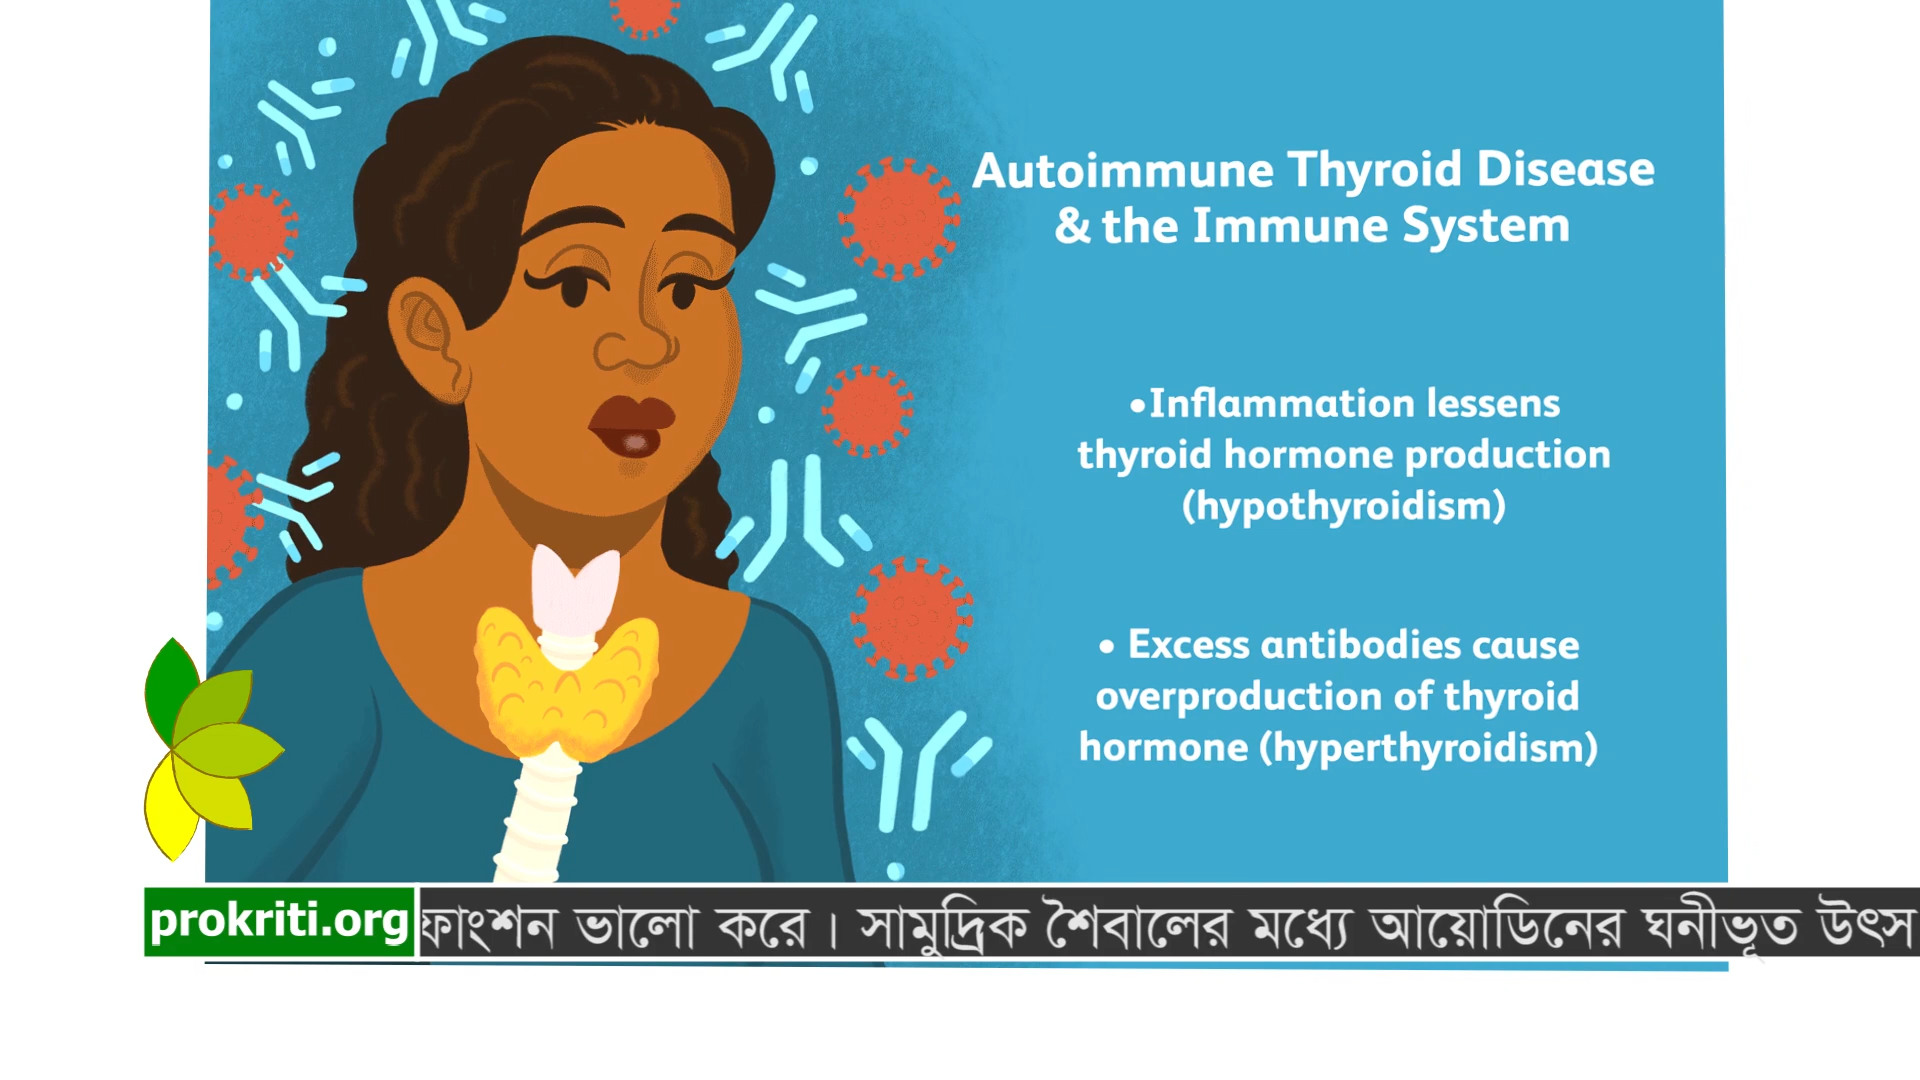 Autoimmune Thyroid Disease
& the Immune System
•Inflammation lessens
thyroid hormone production
(hypothyroidism)
• Excess antibodies cause
overproduction of thyroid
hormone (hyperthyroidism)
prokriti.org
ফাংশন ভালো করে। সামুদ্রিক শৈবালের মধ্যে আয়োডিনের ঘনীভূত উৎস